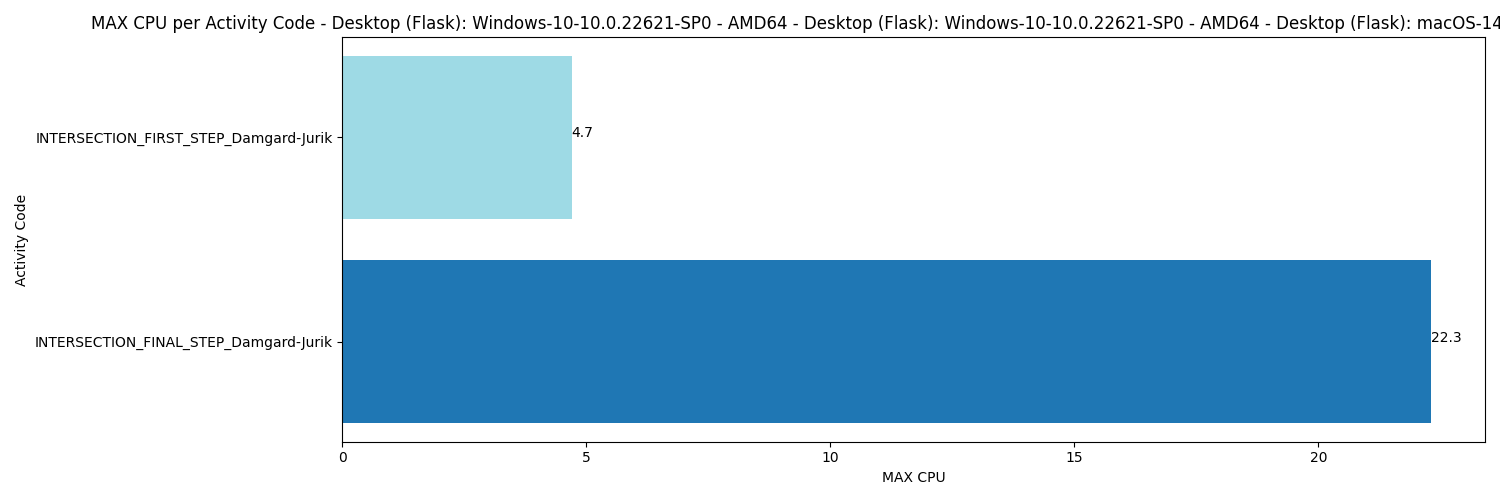 MAX CPU per Activity Code - Desktop (Flask): Windows-10-10.0.22621-SP0 - AMD64 - Desktop (Flask): Windows-10-10.0.22621-SP0 - AMD64 - Desktop (Flask): macOS-14
INTERSECTION_FIRST_STEP_Damgard-Jurik
4.7
Activity Code
INTERSECTION_FINAL_STEP_Damgard-Jurik
22.3
0 5 10 15 20
MAX CPU